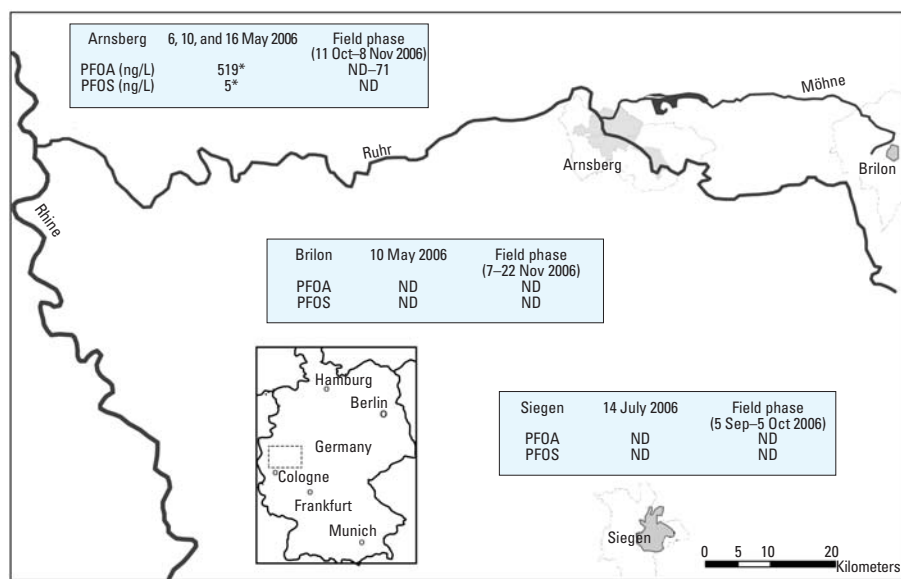 Arnsberg 6, 10, and 16 May 2006 Field phase
(11 Oct–8 Nov 2006)
PFOA (ng/L) 519* ND–71
PFOS (ng/L) 5* ND
Möhne
Ruhr
Arnsberg
Brilon
Rhine
Brilon 10 May 2006 Field phase
(7–22 Nov 2006)
PFOA ND ND
PFOS ND ND
Hamburg
Berlin
Germany
Cologne
Frankfurt
Munich
Siegen 14 July 2006 Field phase
(5 Sep–5 Oct 2006)
PFOA ND ND
PFOS ND ND
Siegen
0 5 10 20
Kilometers